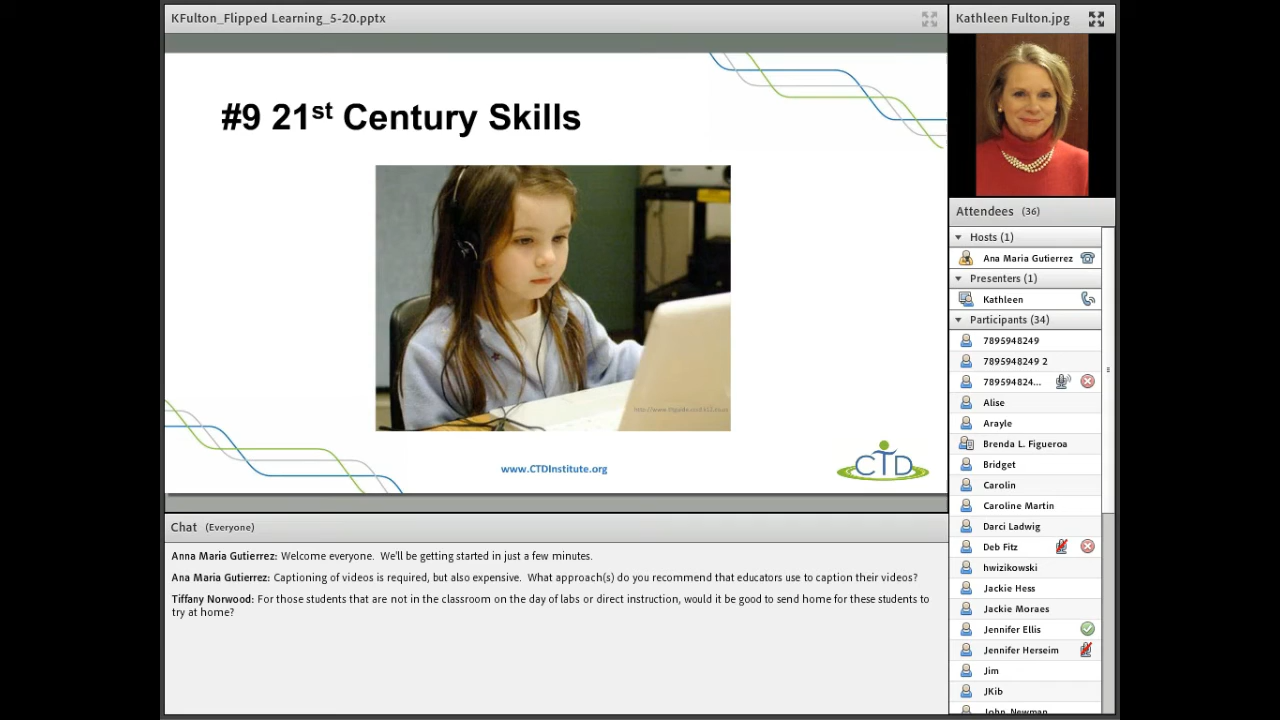 KFulton_Flipped Learning_5-20.pptx
#9 21st Century Skills
www.CTDInstitute.org
CTD
Chat (Everyone)
Anna Maria Gutierrez: Welcome everyone. We'll be getting started in just a few minutes.
Ana Maria Gutierrez: Captioning of videos is required, but also expensive. What approach(s) do you recommend that educators use to caption their videos?
Tiffany Norwood: For those students that are not in the classroom on the day of labs or direct instruction, would it be good to send home for these students to
try at home?
Kathleen Fulton.jpg
Attendees (36)
Hosts (1)
Ana Maria Gutierrez
Presenters (1)
Kathleen
Participants (34)
7895948249
7895948249 2
789594824...
Alise
Arayle
Brenda L. Figueroa
Bridget
Carolin
Caroline Martin
Darci Ladwig
Deb Fitz
hwizikowski
Jackie Hess
Jackie Moraes
Jennifer Ellis
Jennifer Herseim
Jim
JKib
John Newman